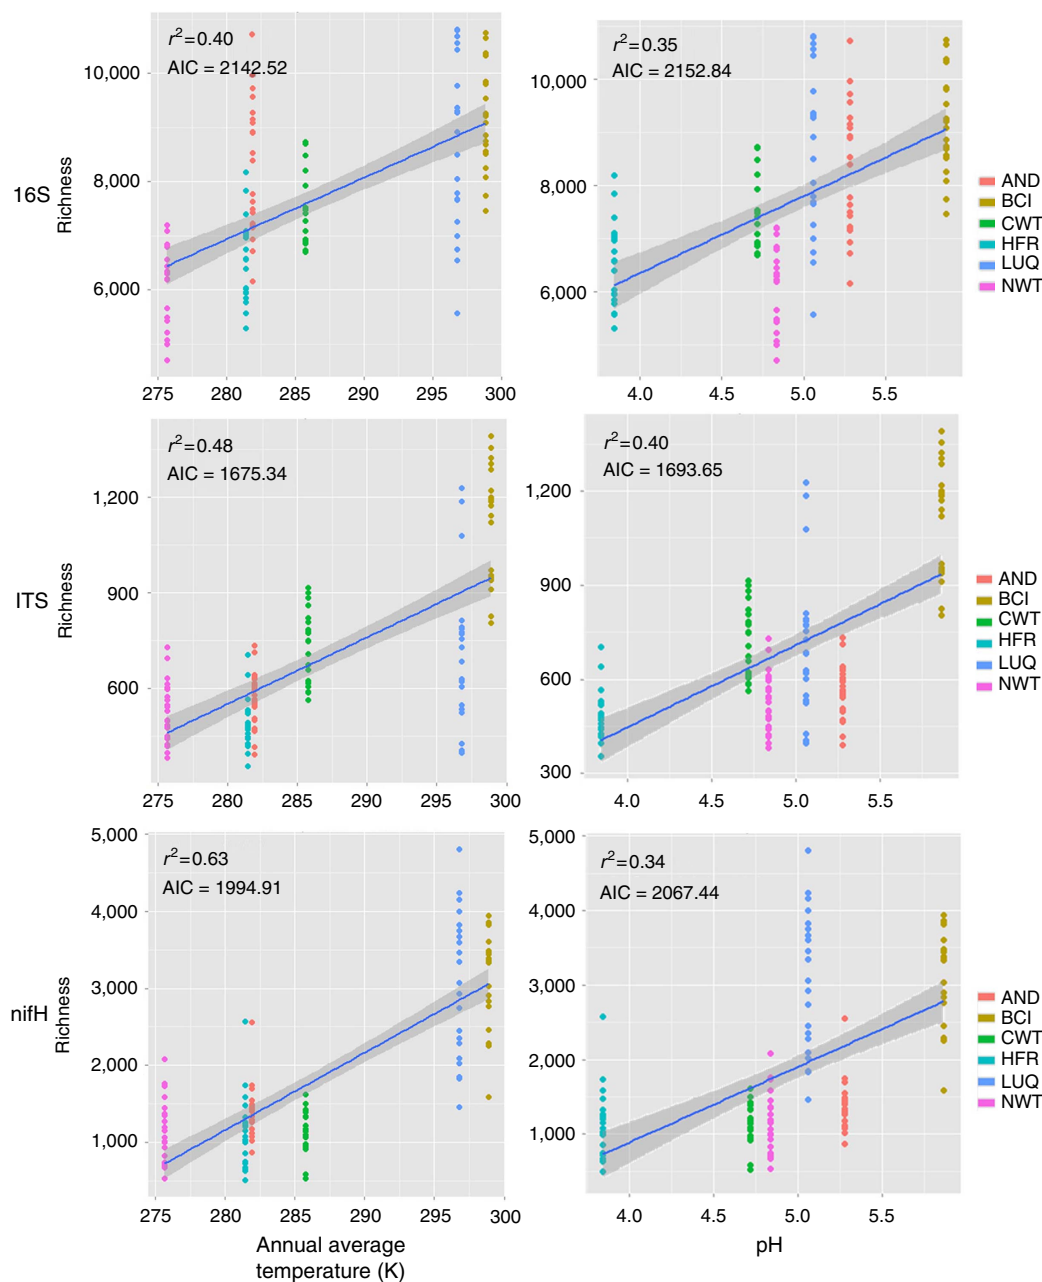 r²=0.40
AIC = 2142.52
10,000
8,000
6,000
16S
Richness
275 280 285 290 295 300
r²=0.35
AIC = 2152.84
10,000
8,000
6,000
4.0 4.5 5.0 5.5
AND
BCI
CWT
HFR
LUQ
NWT
r²=0.48
AIC = 1675.34
1,200
900
600
ITS
Richness
275 280 285 290 295 300
r²=0.40
AIC = 1693.65
1,200
900
600
300
4.0 4.5 5.0 5.5
AND
BCI
CWT
HFR
LUQ
NWT
5,000
r²=0.63
AIC = 1994.91
4,000
3,000
2,000
1,000
nifH
Richness
275 280 285 290 295 300
Annual average
temperature (K)
5,000
r²=0.34
AIC = 2067.44
4,000
3,000
2,000
1,000
4.0 4.5 5.0 5.5
pH
AND
BCI
CWT
HFR
LUQ
NWT